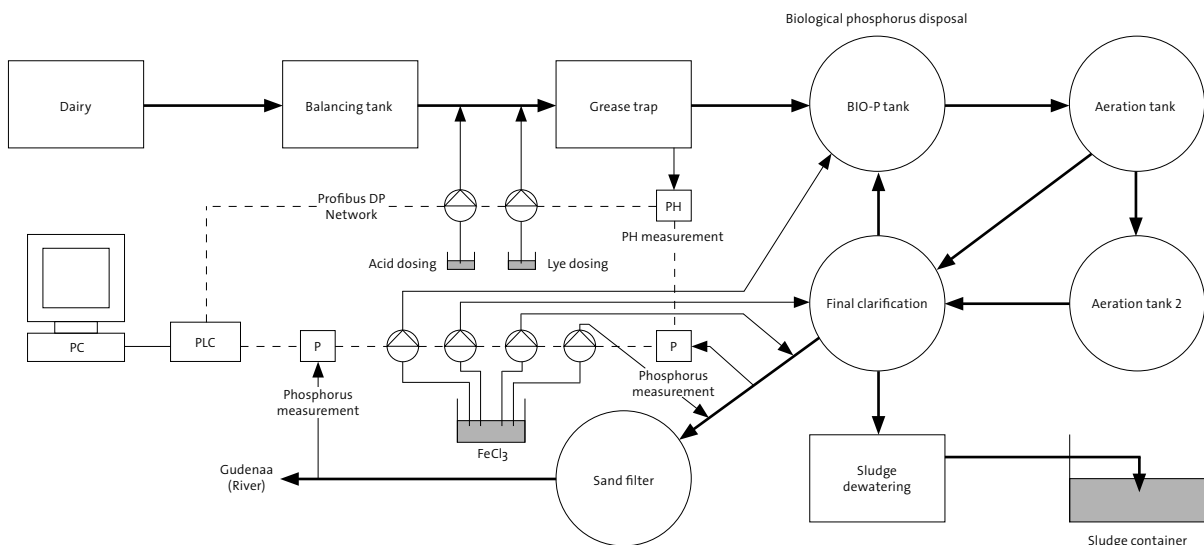 Biological phosphorus disposal
Dairy
Balancing tank
Grease trap
BIO-P tank
Aeration tank
Profibus DP
Network
PH
PH measurement
Acid dosing
Lye dosing
Final clarification
Aeration tank 2
PC
PLC
P
P
Phosphorus
measurement
Phosphorus
measurement
FeCl3
Gudenaa
(River)
Sand filter
Sludge
dewatering
Sludge container